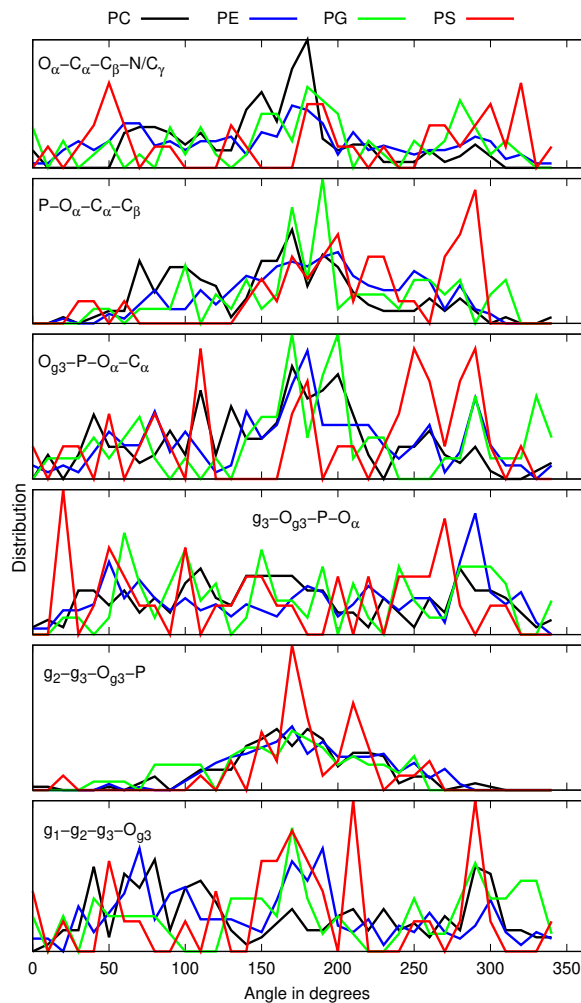 PC PE PG PS
Oα–Cα–Cβ–N/Cγ
P–Oα–Cα–Cβ
Og3–P–Oα–Cα
g3–Og3–P–Oα
g2–g3–Og3–P
g1–g2–g3–Og3
Distribution
0 50 100 150 200 250 300 350
Angle in degrees